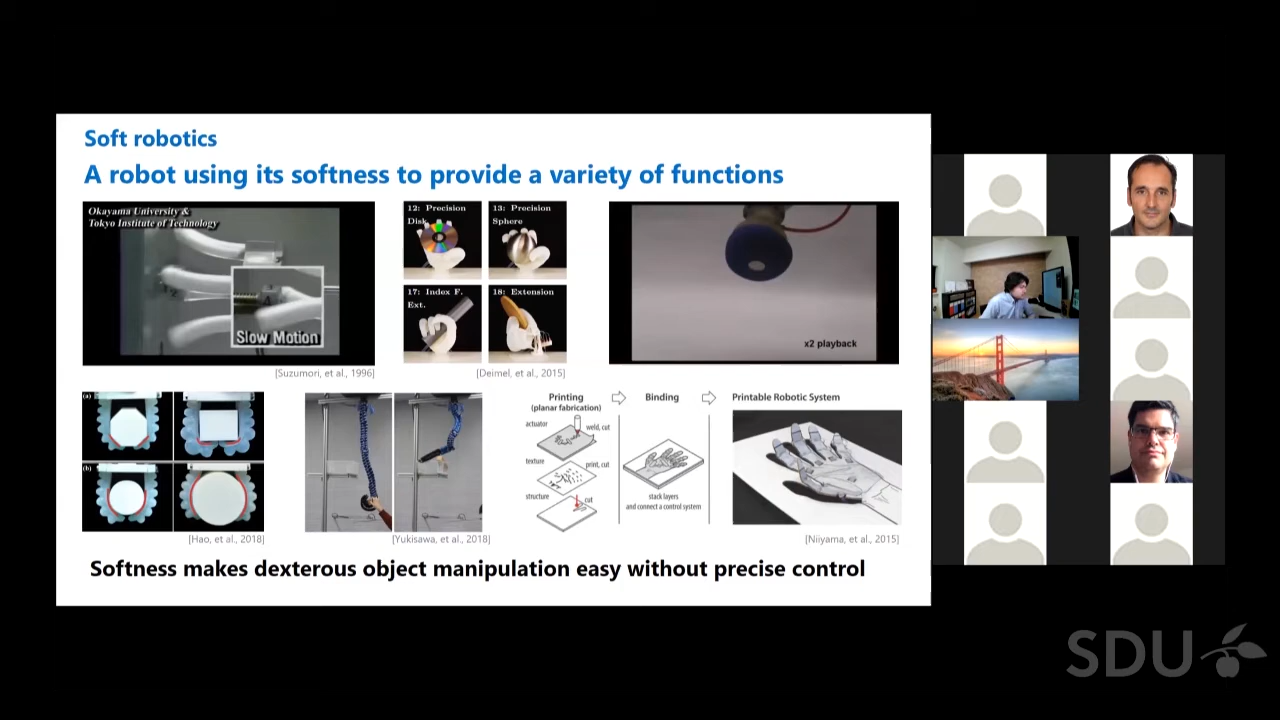 Soft robotics
A robot using its softness to provide a variety of functions
Okayama University &
Tokyo Institute of Technology
Slow Motion
[Suzumori, et al., 1996]
12: Precision
Disk
13: Precision
Sphere
17: Index F.
Ext.
18: Extension
[Deimel, et al., 2015]
x2 playback
(a)
(b)
[Hao, et al., 2018]
[Yukisawa, et al., 2018]
Printing
(planar fabrication)
Binding
Printable Robotic System
actuator
weld, cut
texture
print, cut
structure
cut
stack layers
and connect a control system
[Niiyama, et al., 2015]
Softness makes dexterous object manipulation easy without precise control
SDU